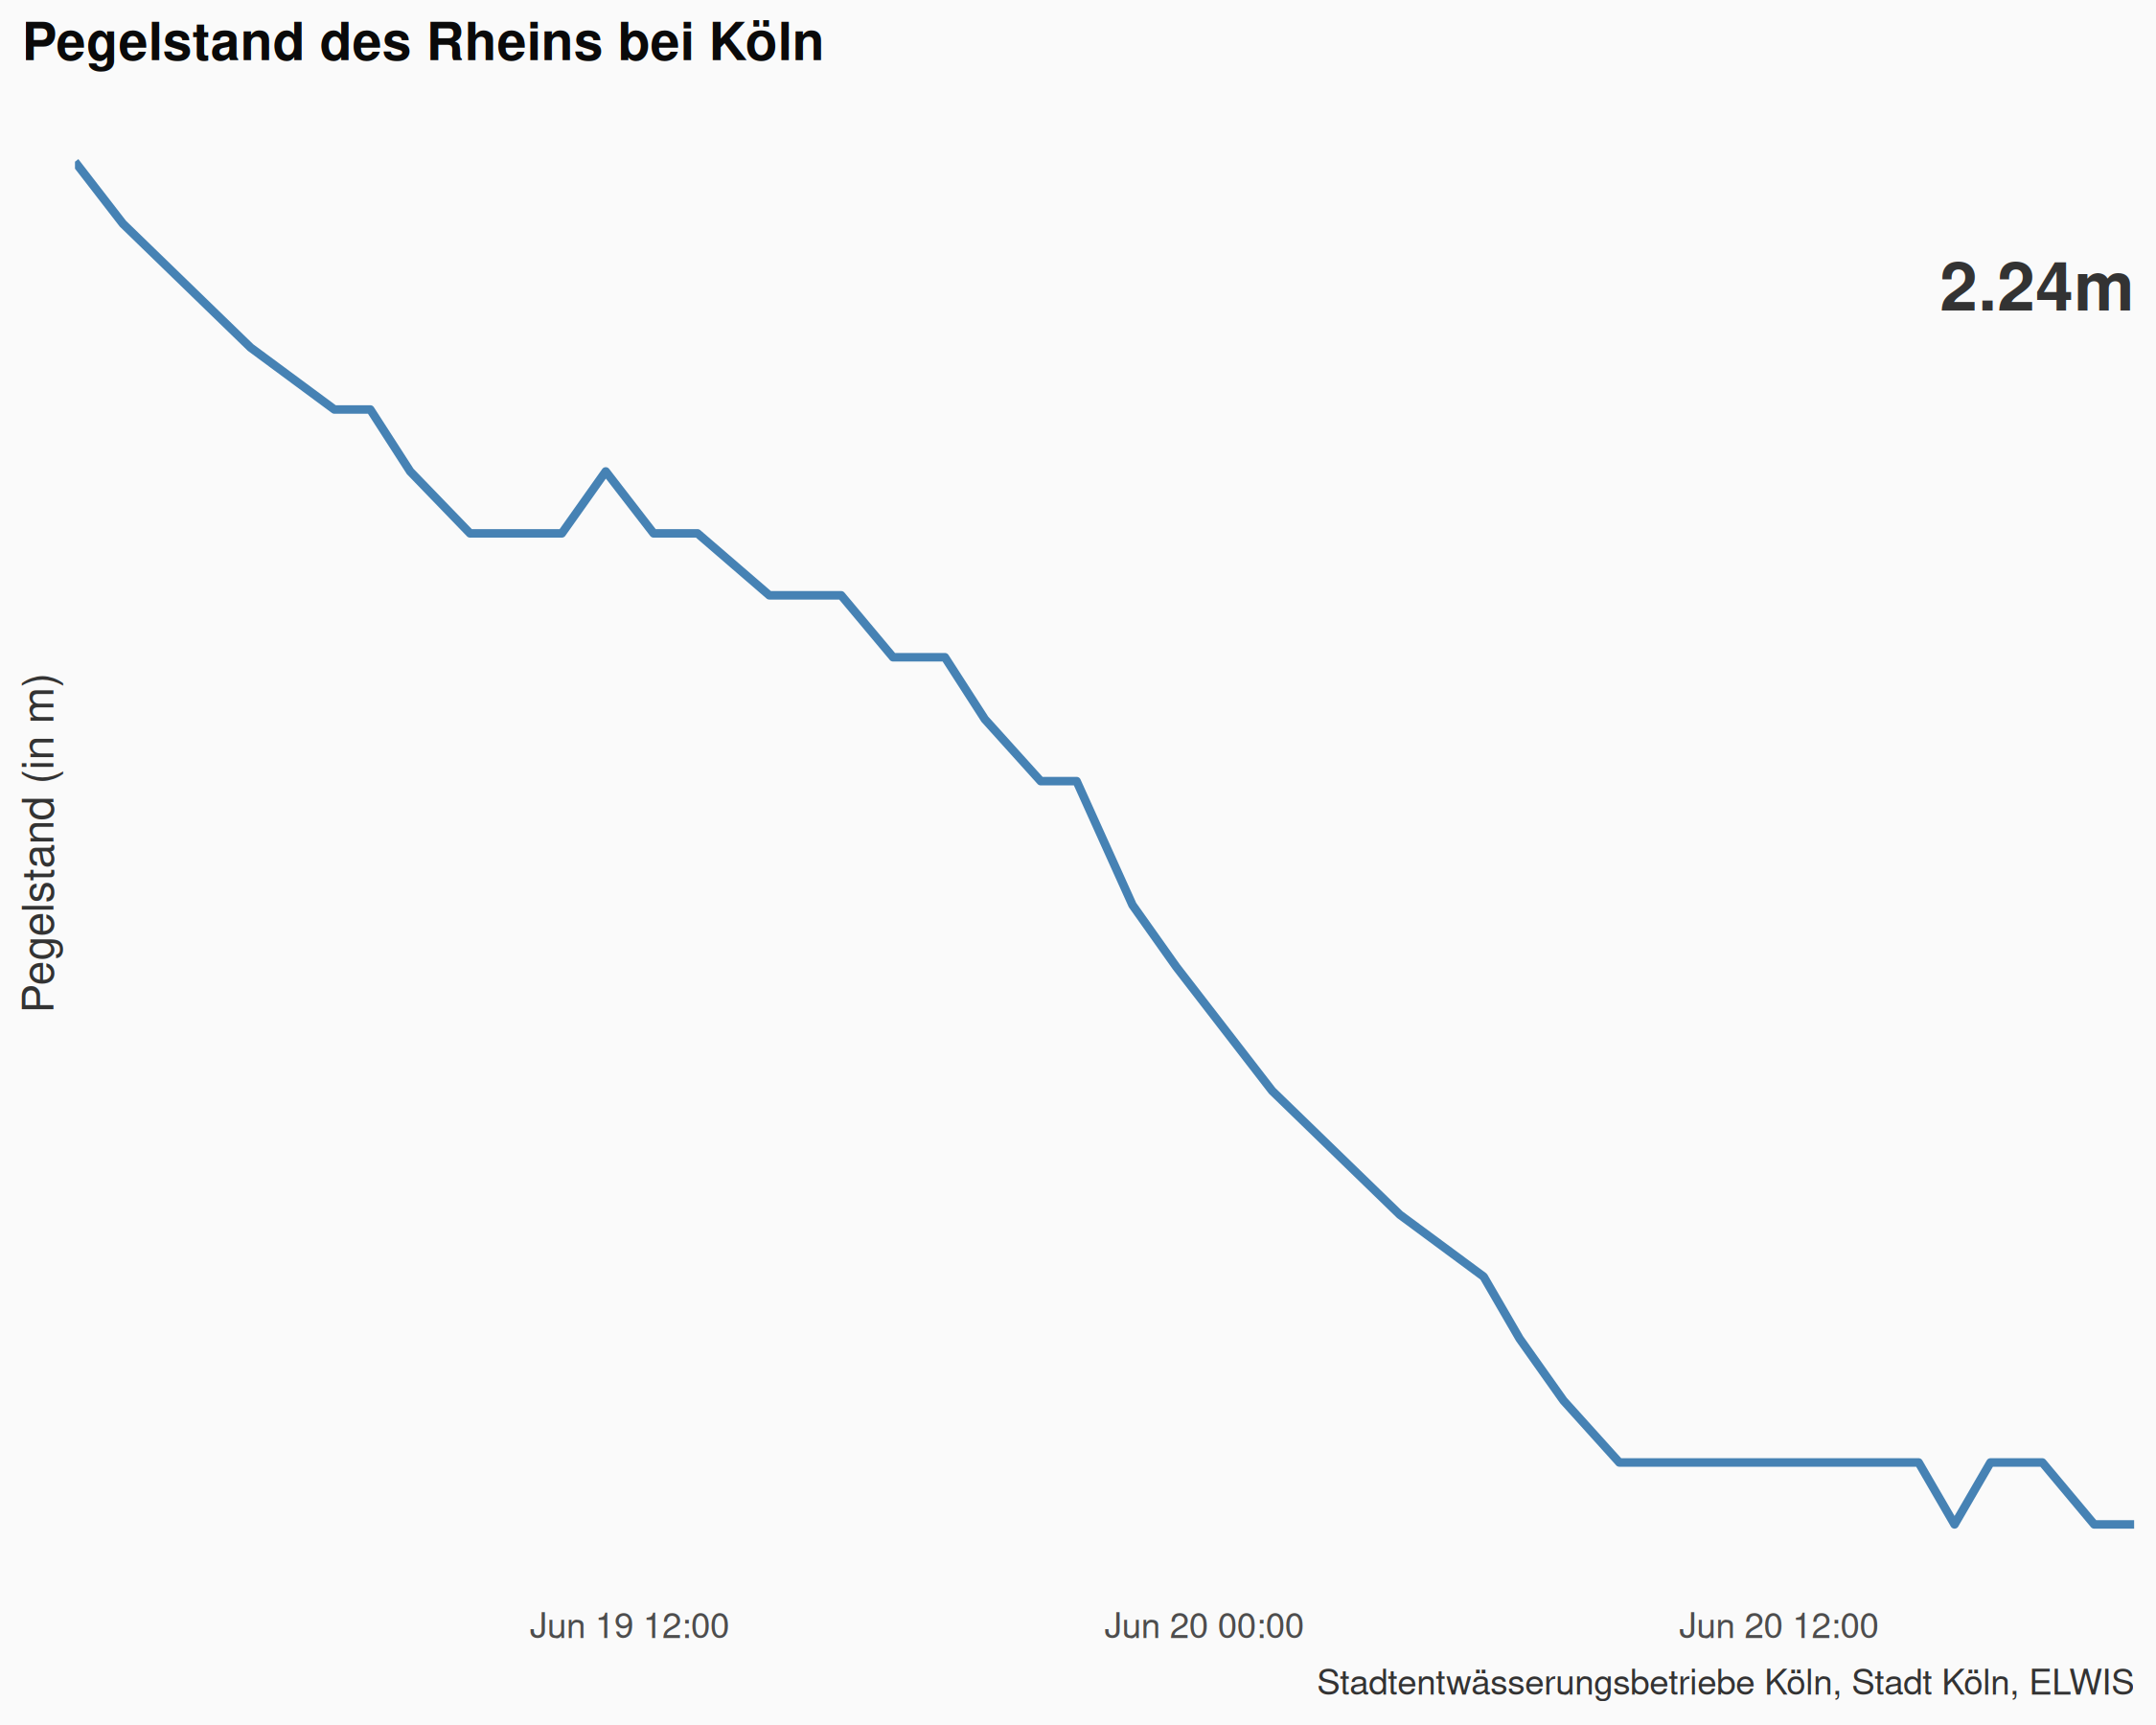 Pegelstand des Rheins bei Köln
2.24m
Pegelstand (in m)
Jun 19 12:00
Jun 20 00:00
Jun 20 12:00
Stadtentwässerungsbetriebe Köln, Stadt Köln, ELWIS